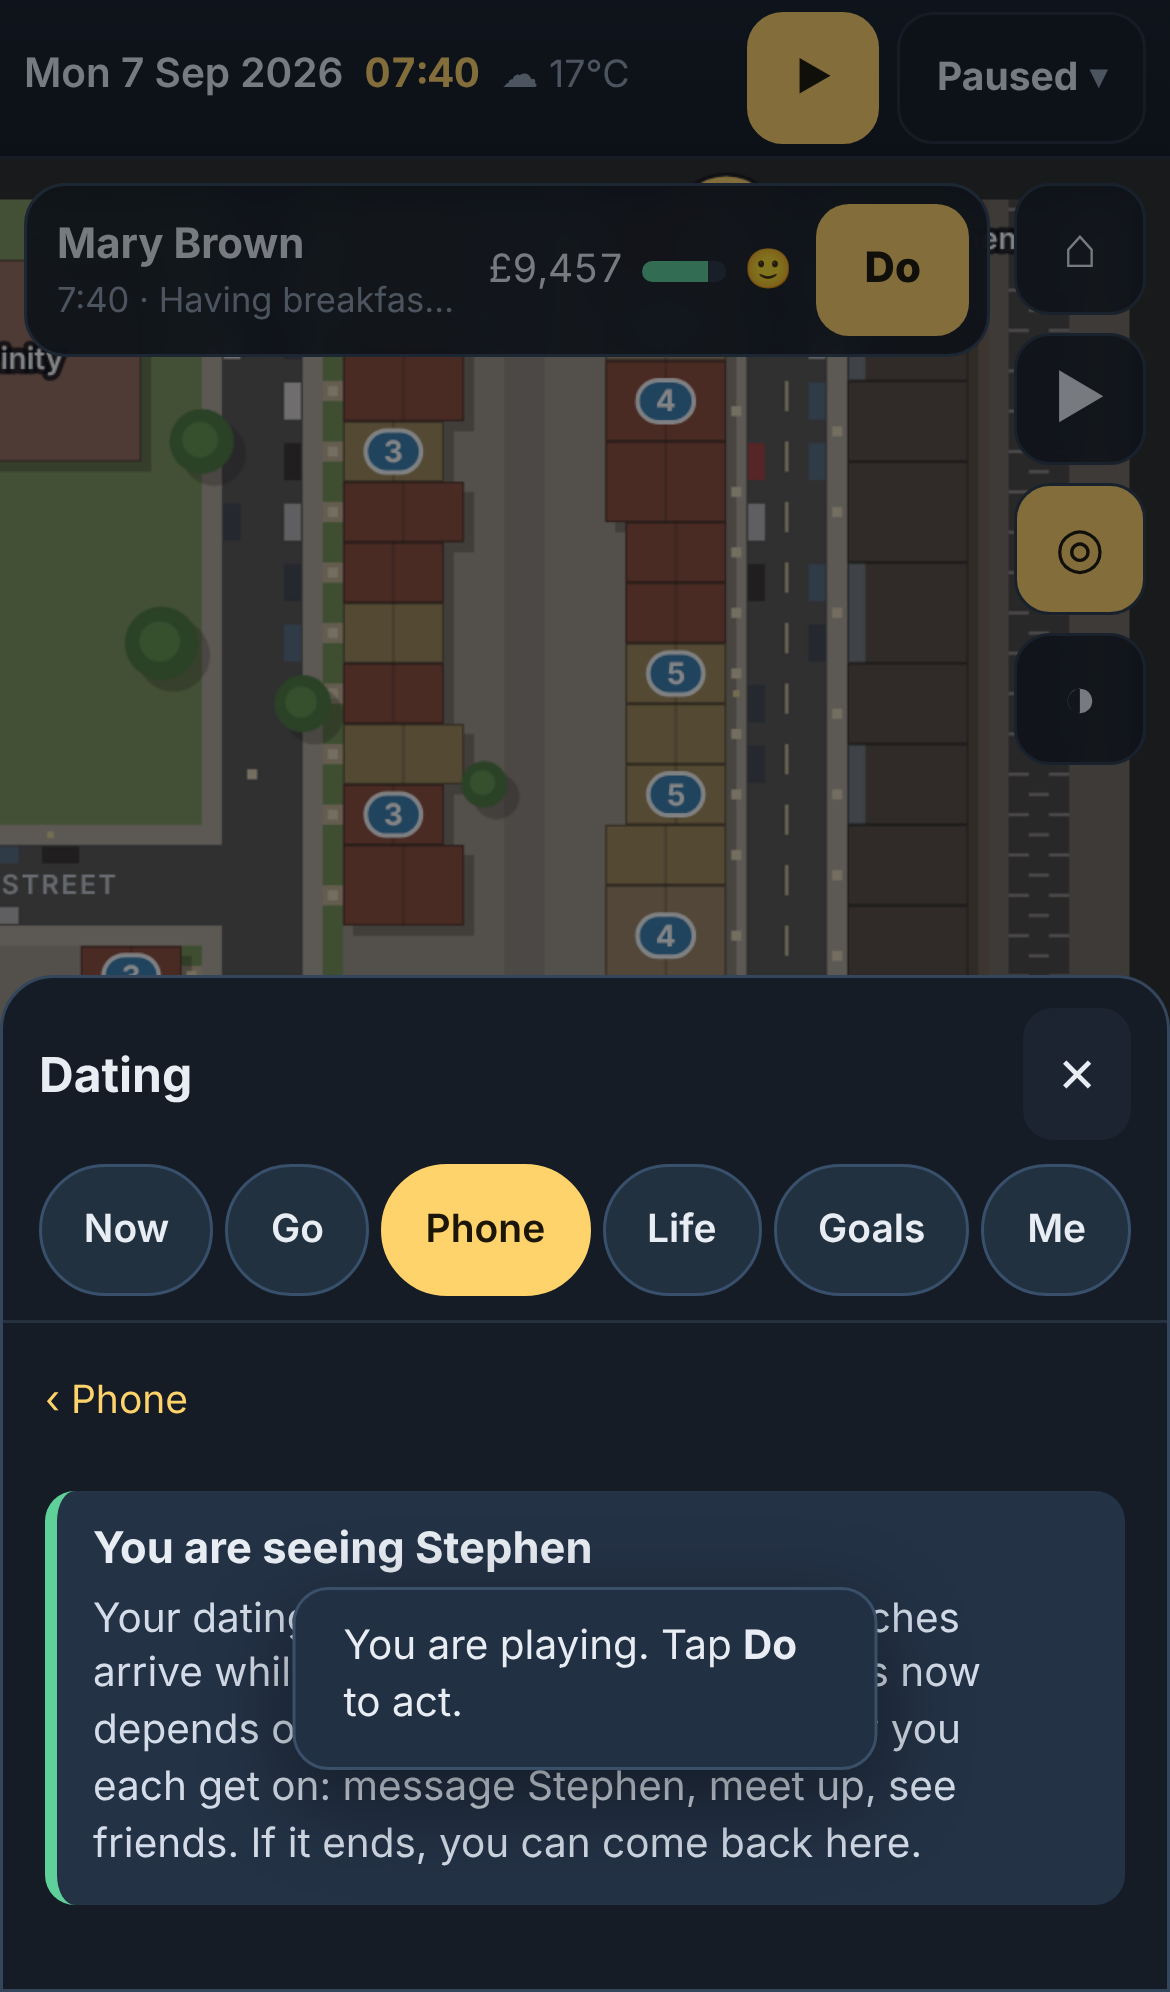 Mon 7 Sep 2026 07:40 ☁ 17°C
Paused ▾
Mary Brown
7:40 · Having breakfas...
£9,457
Do
en
inity
4
3
5
5
3
STREET
4
3
Dating
Now Go Phone Life Goals Me
‹ Phone
You are seeing Stephen
Your dating ches
arrive whil s now
depends o you
each get on: message Stephen, meet up, see
friends. If it ends, you can come back here.
You are playing. Tap Do
to act.